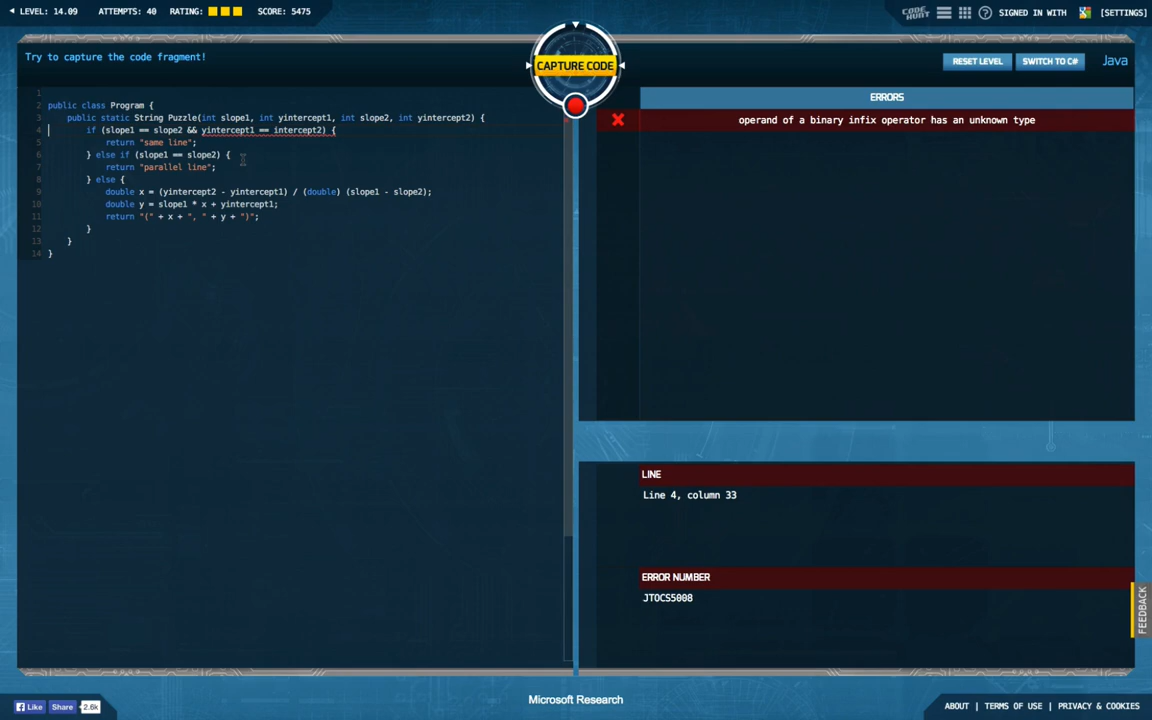 LEVEL: 14.09 ATTEMPTS: 40 RATING: SCORE: 5475
CODE HUNT SIGNED IN WITH [SETTINGS]
Try to capture the code fragment!
CAPTURE CODE
RESET LEVEL SWITCH TO C# Java
1
2 public class Program {
3 public static String Puzzle(int slope1, int yintercept1, int slope2, int yintercept2) {
4 if (slope1 == slope2 && yintercept1 == intercept2) {
5 return "same line";
6 } else if (slope1 == slope2) {
7 return "parallel line";
8 } else {
9 double x = (yintercept2 - yintercept1) / (double) (slope1 - slope2);
10 double y = slope1 * x + yintercept1;
11 return "(" + x + ", " + y + ")";
12 }
13 }
14 }
ERRORS
operand of a binary infix operator has an unknown type
LINE
Line 4, column 33
ERROR NUMBER
JTOCS5008
FEEDBACK
Like Share 2.6k
Microsoft Research
ABOUT | TERMS OF USE | PRIVACY & COOKIES